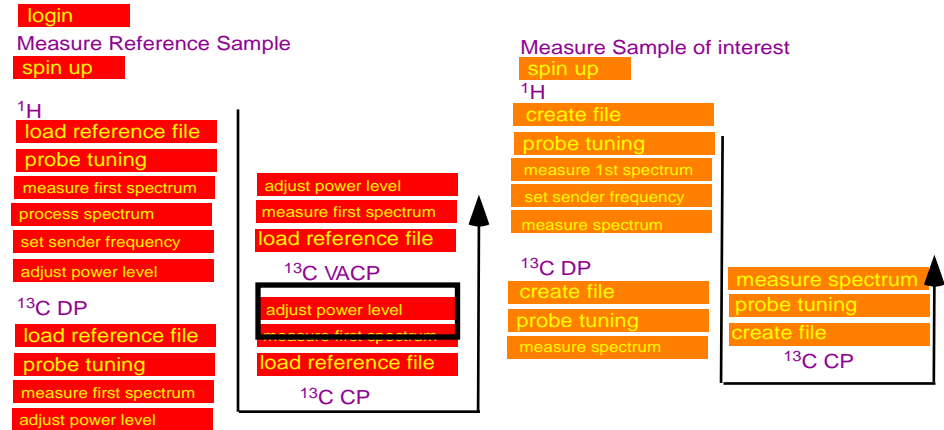 login
Measure Reference Sample
spin up
¹H
load reference file
probe tuning
measure first spectrum
process spectrum
set sender frequency
adjust power level
¹³C DP
load reference file
probe tuning
measure first spectrum
adjust power level
adjust power level
measure first spectrum
load reference file
¹³C VACP
adjust power level
measure first spectrum
load reference file
¹³C CP
Measure Sample of interest
spin up
¹H
create file
probe tuning
measure 1st spectrum
set sender frequency
measure spectrum
¹³C DP
create file
probe tuning
measure spectrum
measure spectrum
probe tuning
create file
¹³C CP